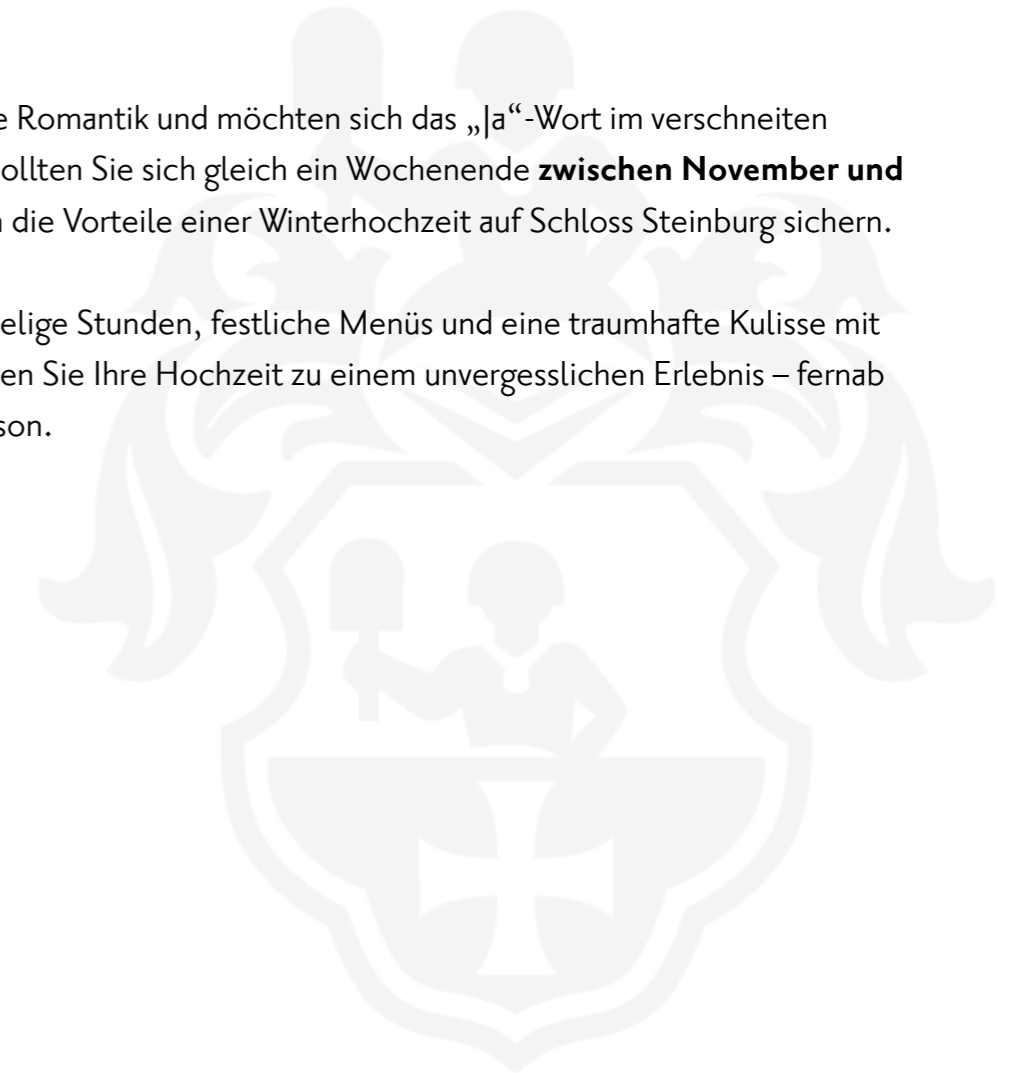 e Romantik und möchten sich das „Ja“-Wort im verschneiten
ollten Sie sich gleich ein Wochenende zwischen November und
die Vorteile einer Winterhochzeit auf Schloss Steinburg sichern.
elige Stunden, festliche Menüs und eine traumhafte Kulisse mit
en Sie Ihre Hochzeit zu einem unvergesslichen Erlebnis – fernab
son.